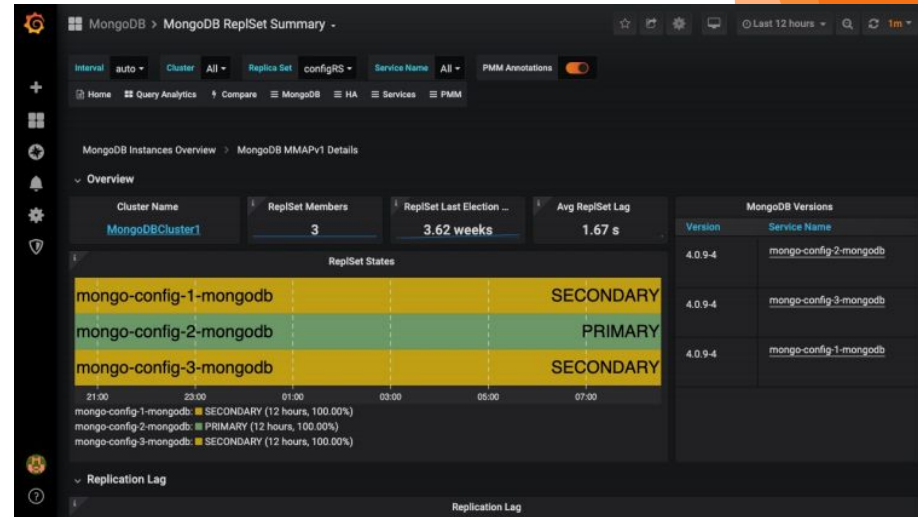 MongoDB > MongoDB ReplSet Summary
Last 12 hours 1m
Interval auto Cluster All Replica Set configRS Service Name All PMM Annotations
Home Query Analytics Compare MongoDB HA Services PMM
MongoDB Instances Overview > MongoDB MMAPv1 Details
Overview
Cluster Name
MongoDBCluster1
ReplSet Members
3
ReplSet Last Election ...
3.62 weeks
Avg ReplSet Lag
1.67 s
MongoDB Versions
Version Service Name
4.0.9-4 mongo-config-2-mongodb
4.0.9-4 mongo-config-3-mongodb
4.0.9-4 mongo-config-1-mongodb
ReplSet States
mongo-config-1-mongodb SECONDARY
mongo-config-2-mongodb PRIMARY
mongo-config-3-mongodb SECONDARY
21:00 23:00 01:00 03:00 05:00 07:00
mongo-config-1-mongodb: SECONDARY (12 hours, 100.00%)
mongo-config-2-mongodb: PRIMARY (12 hours, 100.00%)
mongo-config-3-mongodb: SECONDARY (12 hours, 100.00%)
Replication Lag
Replication Lag